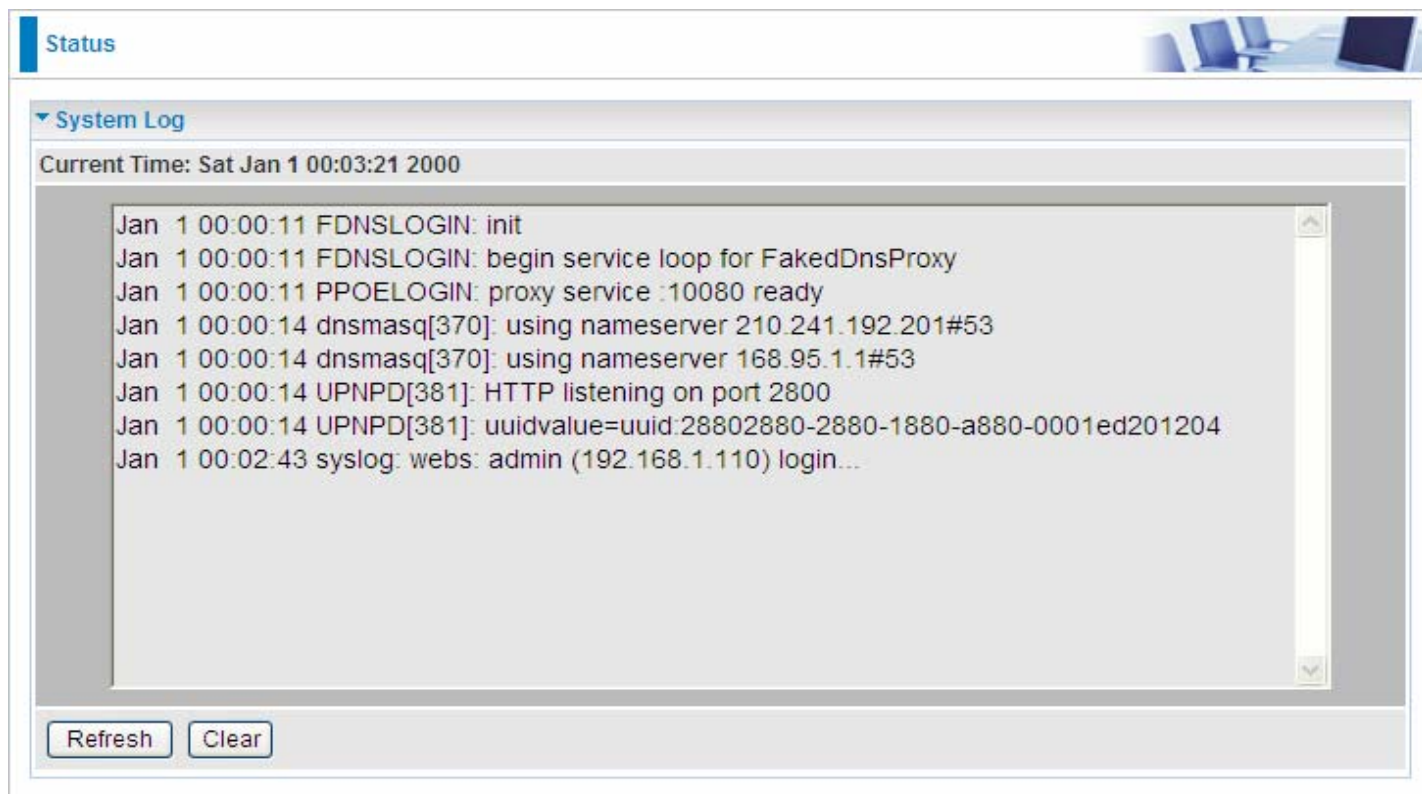 Status
System Log
Current Time: Sat Jan 1 00:03:21 2000
Jan 1 00:00:11 FDNSLOGIN: init
Jan 1 00:00:11 FDNSLOGIN: begin service loop for FakedDnsProxy
Jan 1 00:00:11 PPOELOGIN: proxy service :10080 ready
Jan 1 00:00:14 dnsmasq[370]: using nameserver 210.241.192.201#53
Jan 1 00:00:14 dnsmasq[370]: using nameserver 168.95.1.1#53
Jan 1 00:00:14 UPNPD[381]: HTTP listening on port 2800
Jan 1 00:00:14 UPNPD[381]: uuidvalue=uuid:28802880-2880-1880-a880-0001ed201204
Jan 1 00:02:43 syslog: webs: admin (192.168.1.110) login...
Refresh Clear